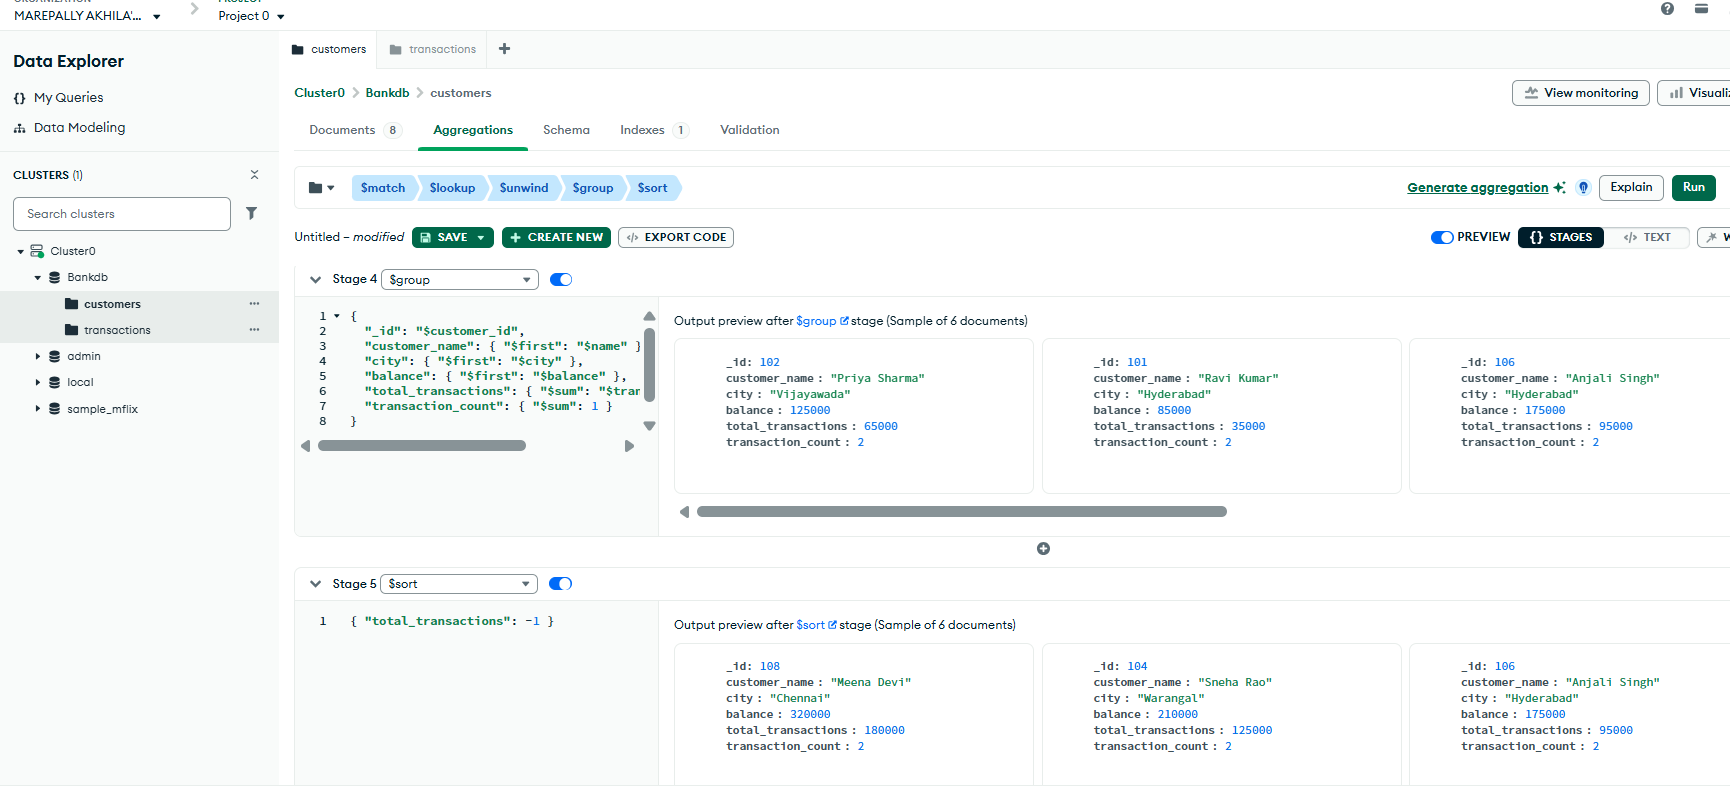 MAREPALLY AKHILA'...
Project 0
Data Explorer
My Queries
Data Modeling
CLUSTERS (1)
Search clusters
Cluster0
Bankdb
customers
transactions
admin
local
sample_mflix
customers
transactions
Cluster0 > Bankdb > customers
View monitoring
Documents 8
Aggregations
Schema
Indexes 1
Validation
$match
$lookup
$unwind
$group
$sort
Generate aggregation
Explain
Run
Untitled – modified
SAVE
CREATE NEW
</> EXPORT CODE
PREVIEW
{} STAGES
</> TEXT
Stage 4 $group
1 {
2 "_id": "$customer_id",
3 "customer_name": { "$first": "$name" }
4 "city": { "$first": "$city" },
5 "balance": { "$first": "$balance" },
6 "total_transactions": { "$sum": "$tran
7 "transaction_count": { "$sum": 1 }
8 }
Output preview after $group stage (Sample of 6 documents)
_id: 102
customer_name : "Priya Sharma"
city : "Vijayawada"
balance : 125000
total_transactions : 65000
transaction_count : 2
_id: 101
customer_name : "Ravi Kumar"
city : "Hyderabad"
balance : 85000
total_transactions : 35000
transaction_count : 2
_id: 106
customer_name : "Anjali Singh"
city : "Hyderabad"
balance : 175000
total_transactions : 95000
transaction_count : 2
Stage 5 $sort
1 { "total_transactions": -1 }
Output preview after $sort stage (Sample of 6 documents)
_id: 108
customer_name : "Meena Devi"
city : "Chennai"
balance : 320000
total_transactions : 180000
transaction_count : 2
_id: 104
customer_name : "Sneha Rao"
city : "Warangal"
balance : 210000
total_transactions : 125000
transaction_count : 2
_id: 106
customer_name : "Anjali Singh"
city : "Hyderabad"
balance : 175000
total_transactions : 95000
transaction_count : 2